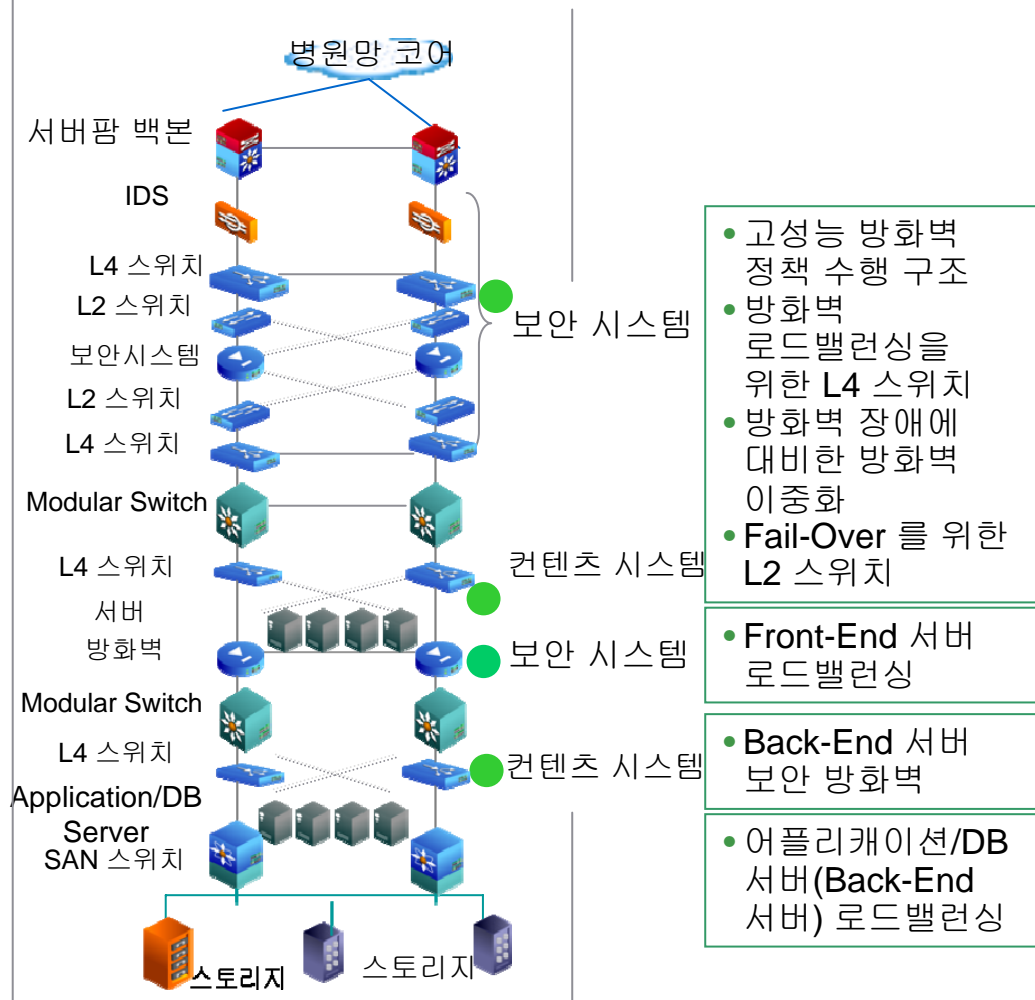 병원망 코어
서버팜 백본
IDS
L4 스위치
L2 스위치
보안시스템
L2 스위치
L4 스위치
Modular Switch
L4 스위치
서버
방화벽
Modular Switch
L4 스위치
Application/DB
Server
SAN 스위치
스토리지
스토리지
보안 시스템
컨텐츠 시스템
보안 시스템
컨텐츠 시스템
• 고성능 방화벽
정책 수행 구조
• 방화벽
로드밸런싱을
위한 L4 스위치
• 방화벽 장애에
대비한 방화벽
이중화
• Fail-Over 를 위한
L2 스위치
• Front-End 서버
로드밸런싱
• Back-End 서버
보안 방화벽
• 어플리캐이션/DB
서버(Back-End
서버) 로드밸런싱